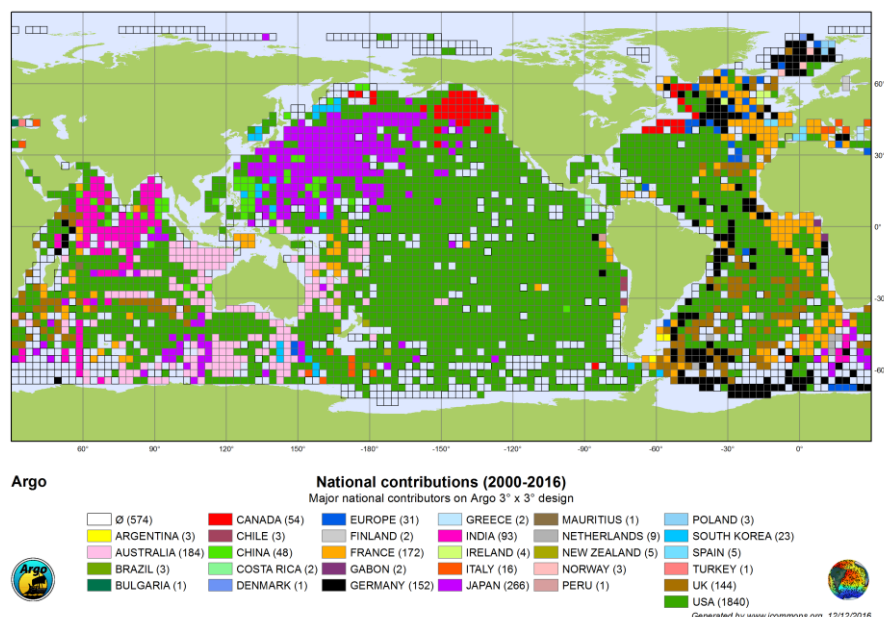 60°
30°
0°
-30
-60
60° 90° 120° 150° -180° -150° -120° -90° -60° -30° 0°
Argo
National contributions (2000-2016)
Major national contributors on Argo 3° x 3° design
Ø (574) CANADA (54) EUROPE (31) GREECE (2) MAURITIUS (1) POLAND (3)
ARGENTINA (3) CHILE (3) FINLAND (2) INDIA (93) NETHERLANDS (9) SOUTH KOREA (23)
AUSTRALIA (184) CHINA (48) FRANCE (172) IRELAND (4) NEW ZEALAND (5) SPAIN (5)
BRAZIL (3) COSTA RICA (2) GABON (2) ITALY (16) NORWAY (3) TURKEY (1)
BULGARIA (1) DENMARK (1) GERMANY (152) JAPAN (266) PERU (1) UK (144)
USA (1840)
Argo
Generated by www.jcommops.org, 12/12/2016